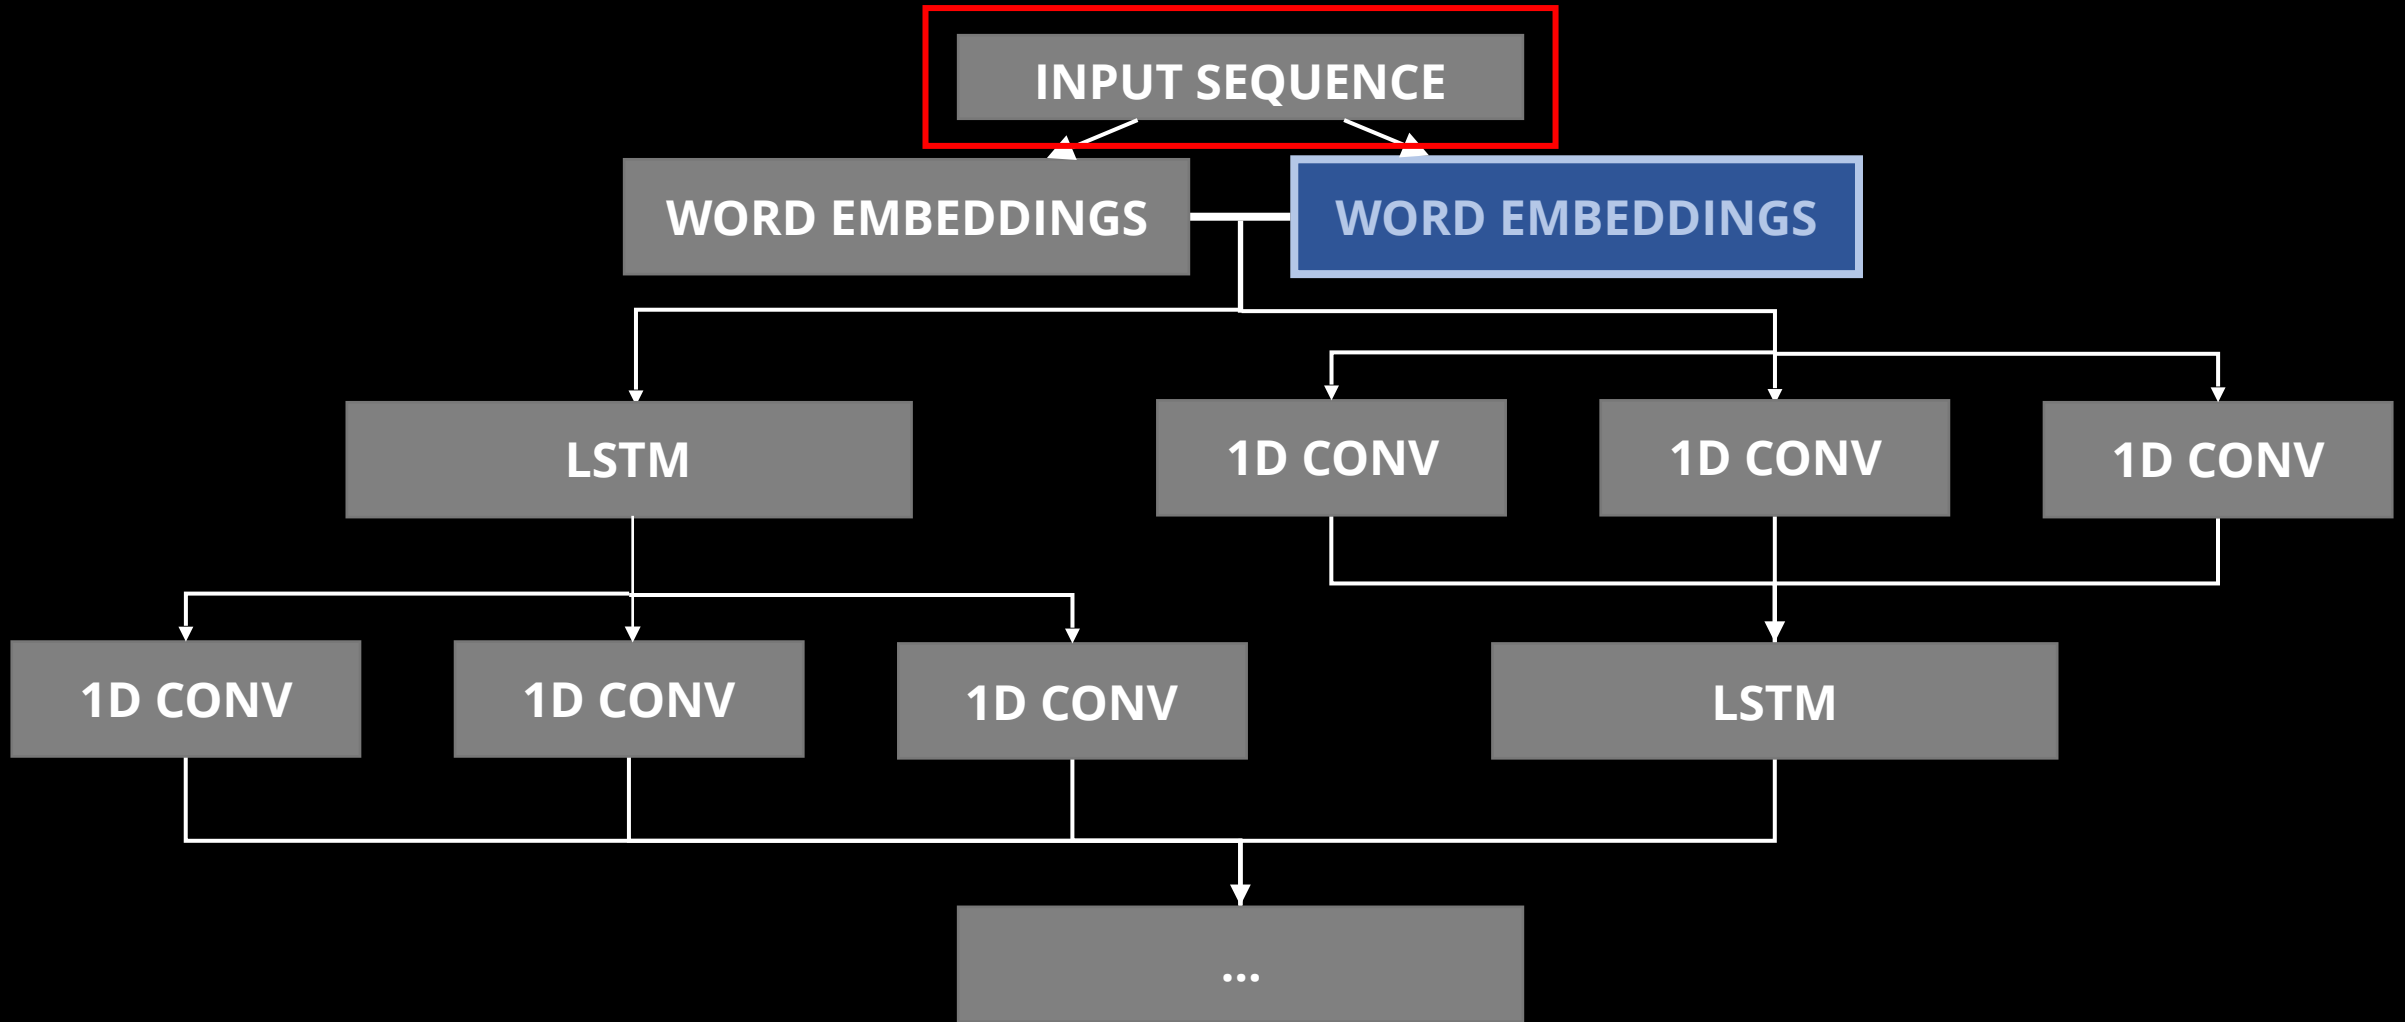 INPUT SEQUENCE
WORD EMBEDDINGS
WORD EMBEDDINGS
LSTM
1D CONV
1D CONV
1D CONV
1D CONV
1D CONV
1D CONV
LSTM
...